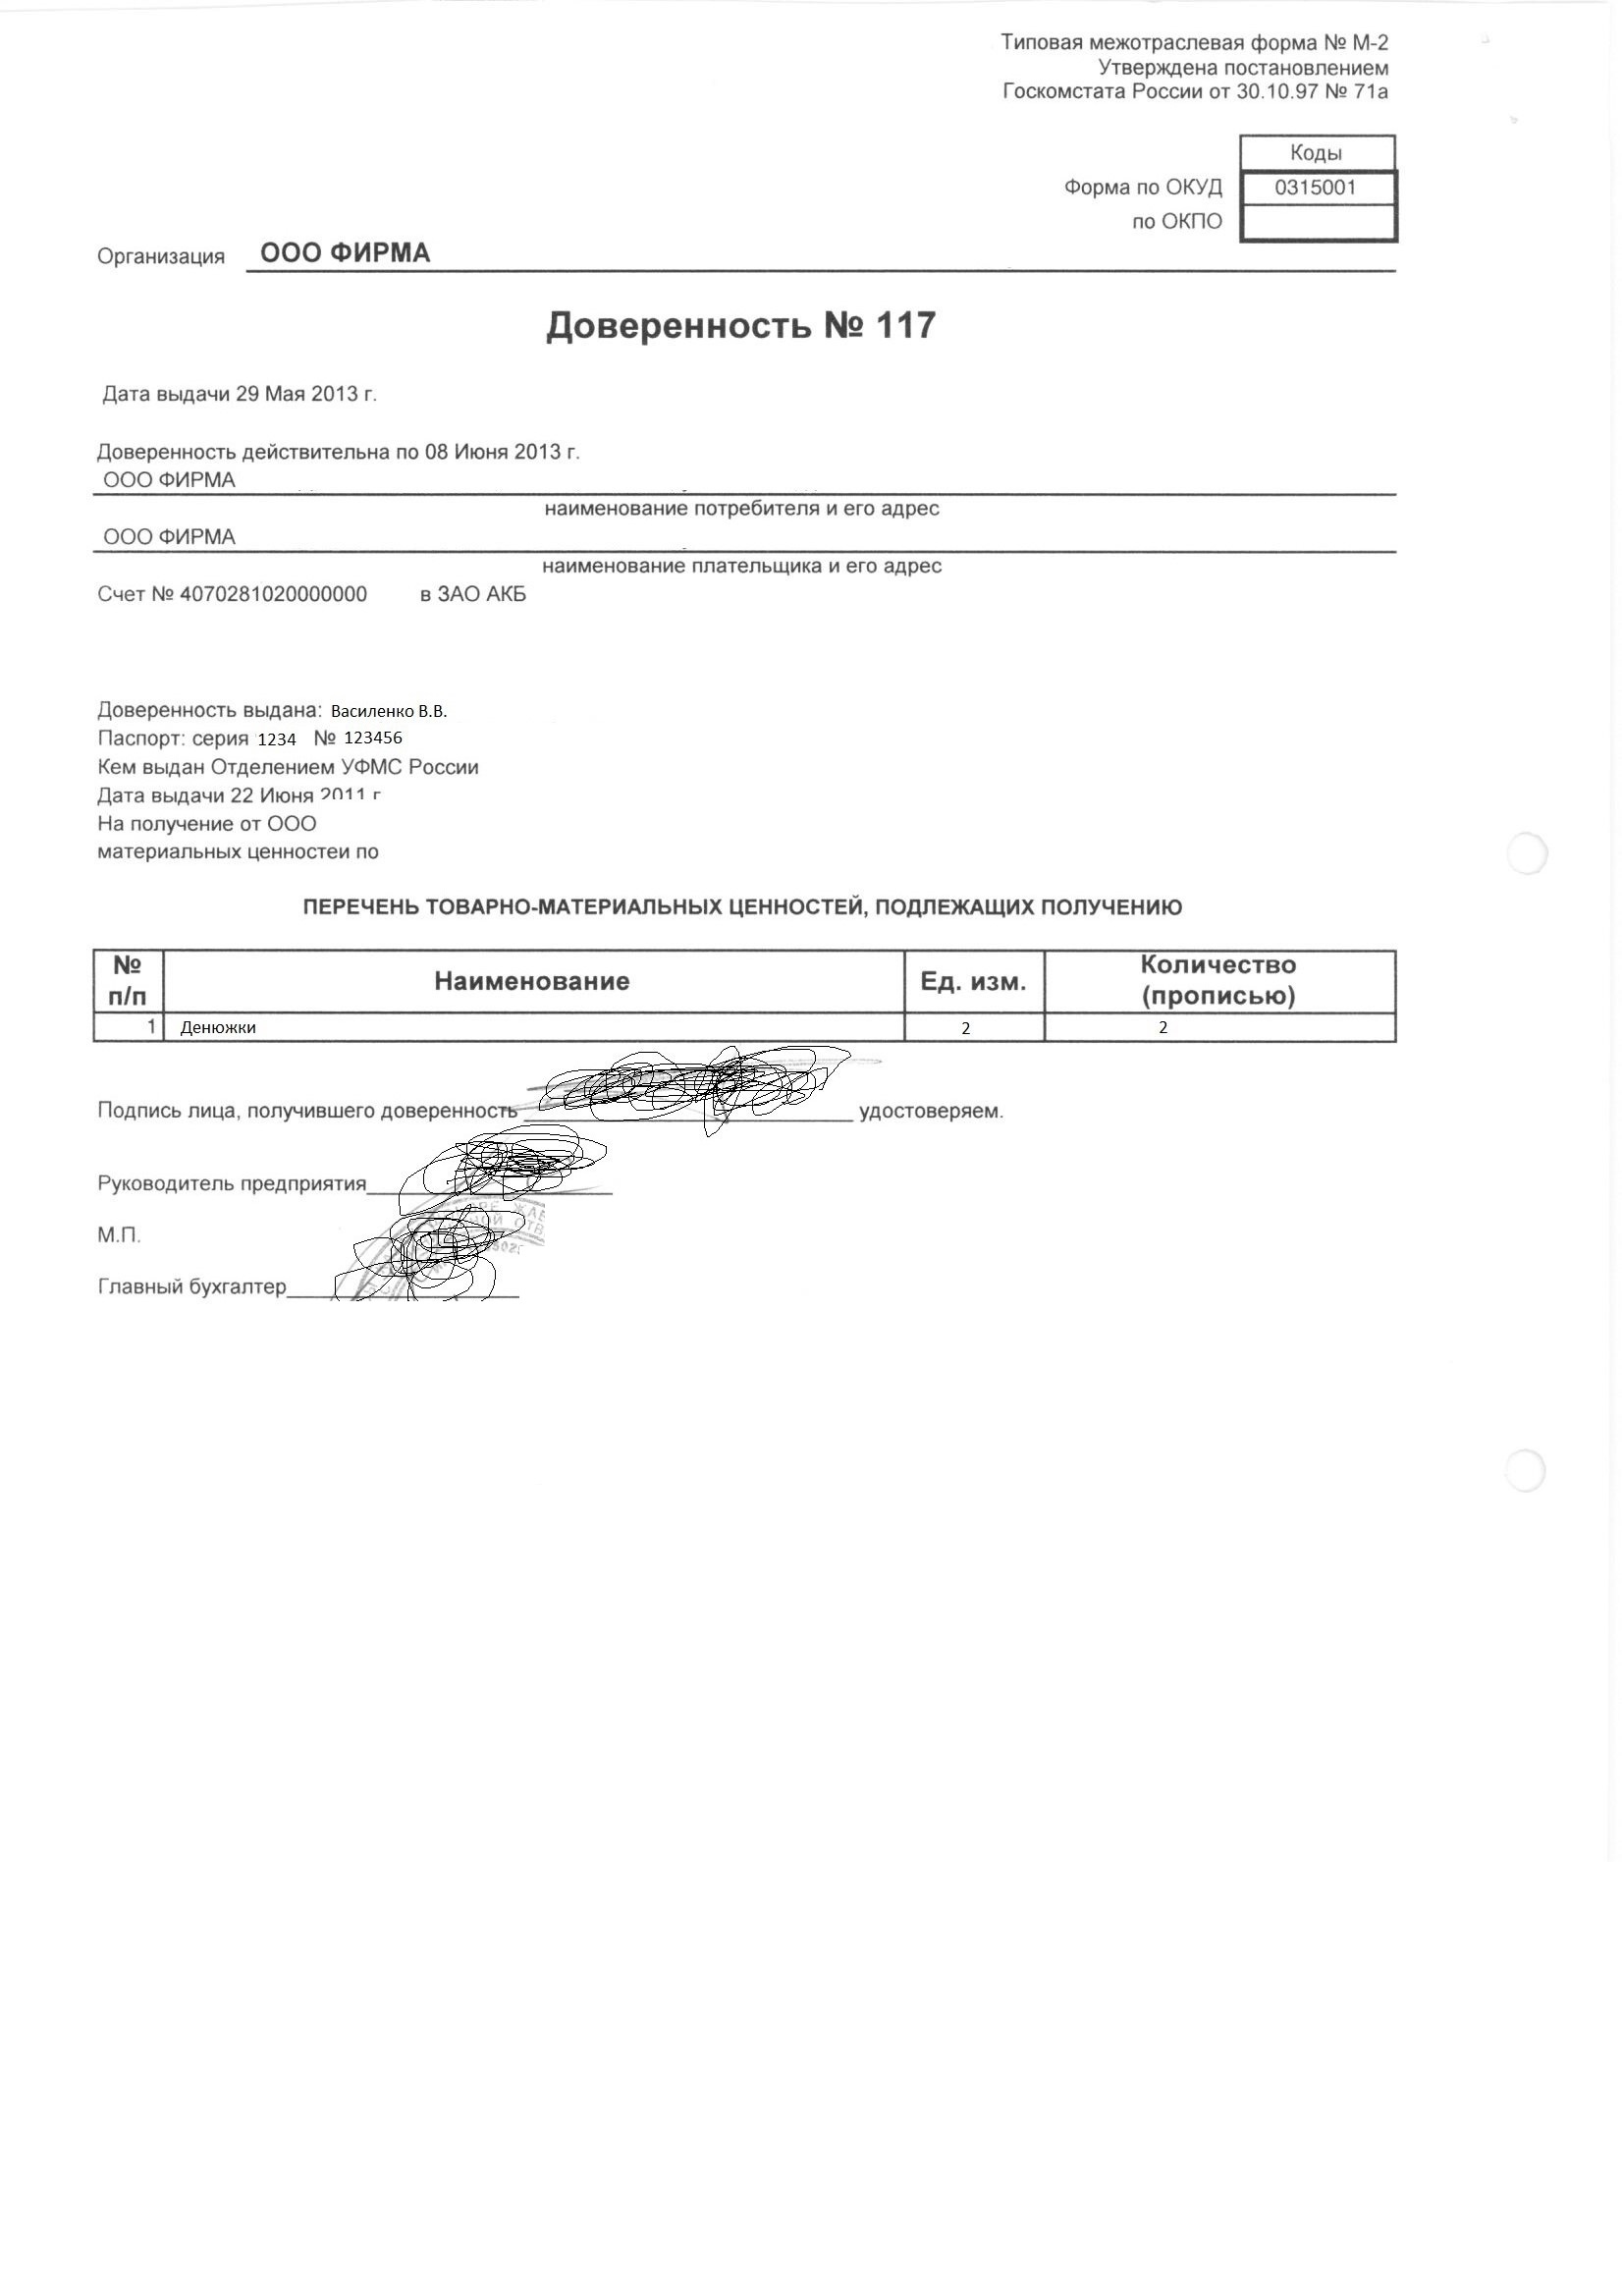 Типовая межотраслевая форма № М-2
Утверждена постановлением
Госкомстата России от 30.10.97 № 71а
Коды
Форма по ОКУД 0315001
по ОКПО
Организация ООО ФИРМА
Доверенность № 117
Дата выдачи 29 Мая 2013 г.
Доверенность действительна по 08 Июня 2013 г.
ООО ФИРМА
наименование потребителя и его адрес
ООО ФИРМА
наименование плательщика и его адрес
Счет № 4070281020000000 в ЗАО АКБ
Доверенность выдана: Василенко В.В.
Паспорт: серия 1234 № 123456
Кем выдан Отделением УФМС России
Дата выдачи 22 Июня 2011 г
На получение от ООО
материальных ценностеи по
ПЕРЕЧЕНЬ ТОВАРНО-МАТЕРИАЛЬНЫХ ЦЕННОСТЕЙ, ПОДЛЕЖАЩИХ ПОЛУЧЕНИЮ
№ п/п Наименование Ед. изм. Количество (прописью)
1 Денюжки 2 2
Подпись лица, получившего доверенность удостоверяем.
Руководитель предприятия
М.П.
Главный бухгалтер